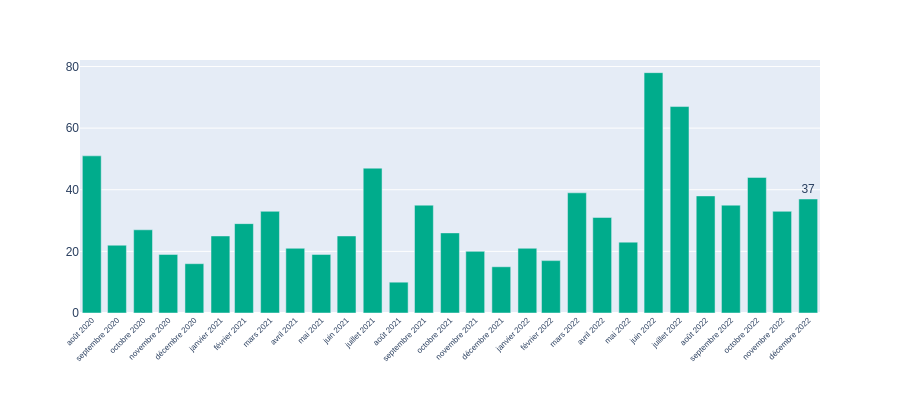 80
60
40
20
0
37
août 2020
septembre 2020
octobre 2020
novembre 2020
décembre 2020
janvier 2021
février 2021
mars 2021
avril 2021
mai 2021
juin 2021
juillet 2021
août 2021
septembre 2021
octobre 2021
novembre 2021
décembre 2021
janvier 2022
février 2022
mars 2022
avril 2022
mai 2022
juin 2022
juillet 2022
août 2022
septembre 2022
octobre 2022
novembre 2022
décembre 2022